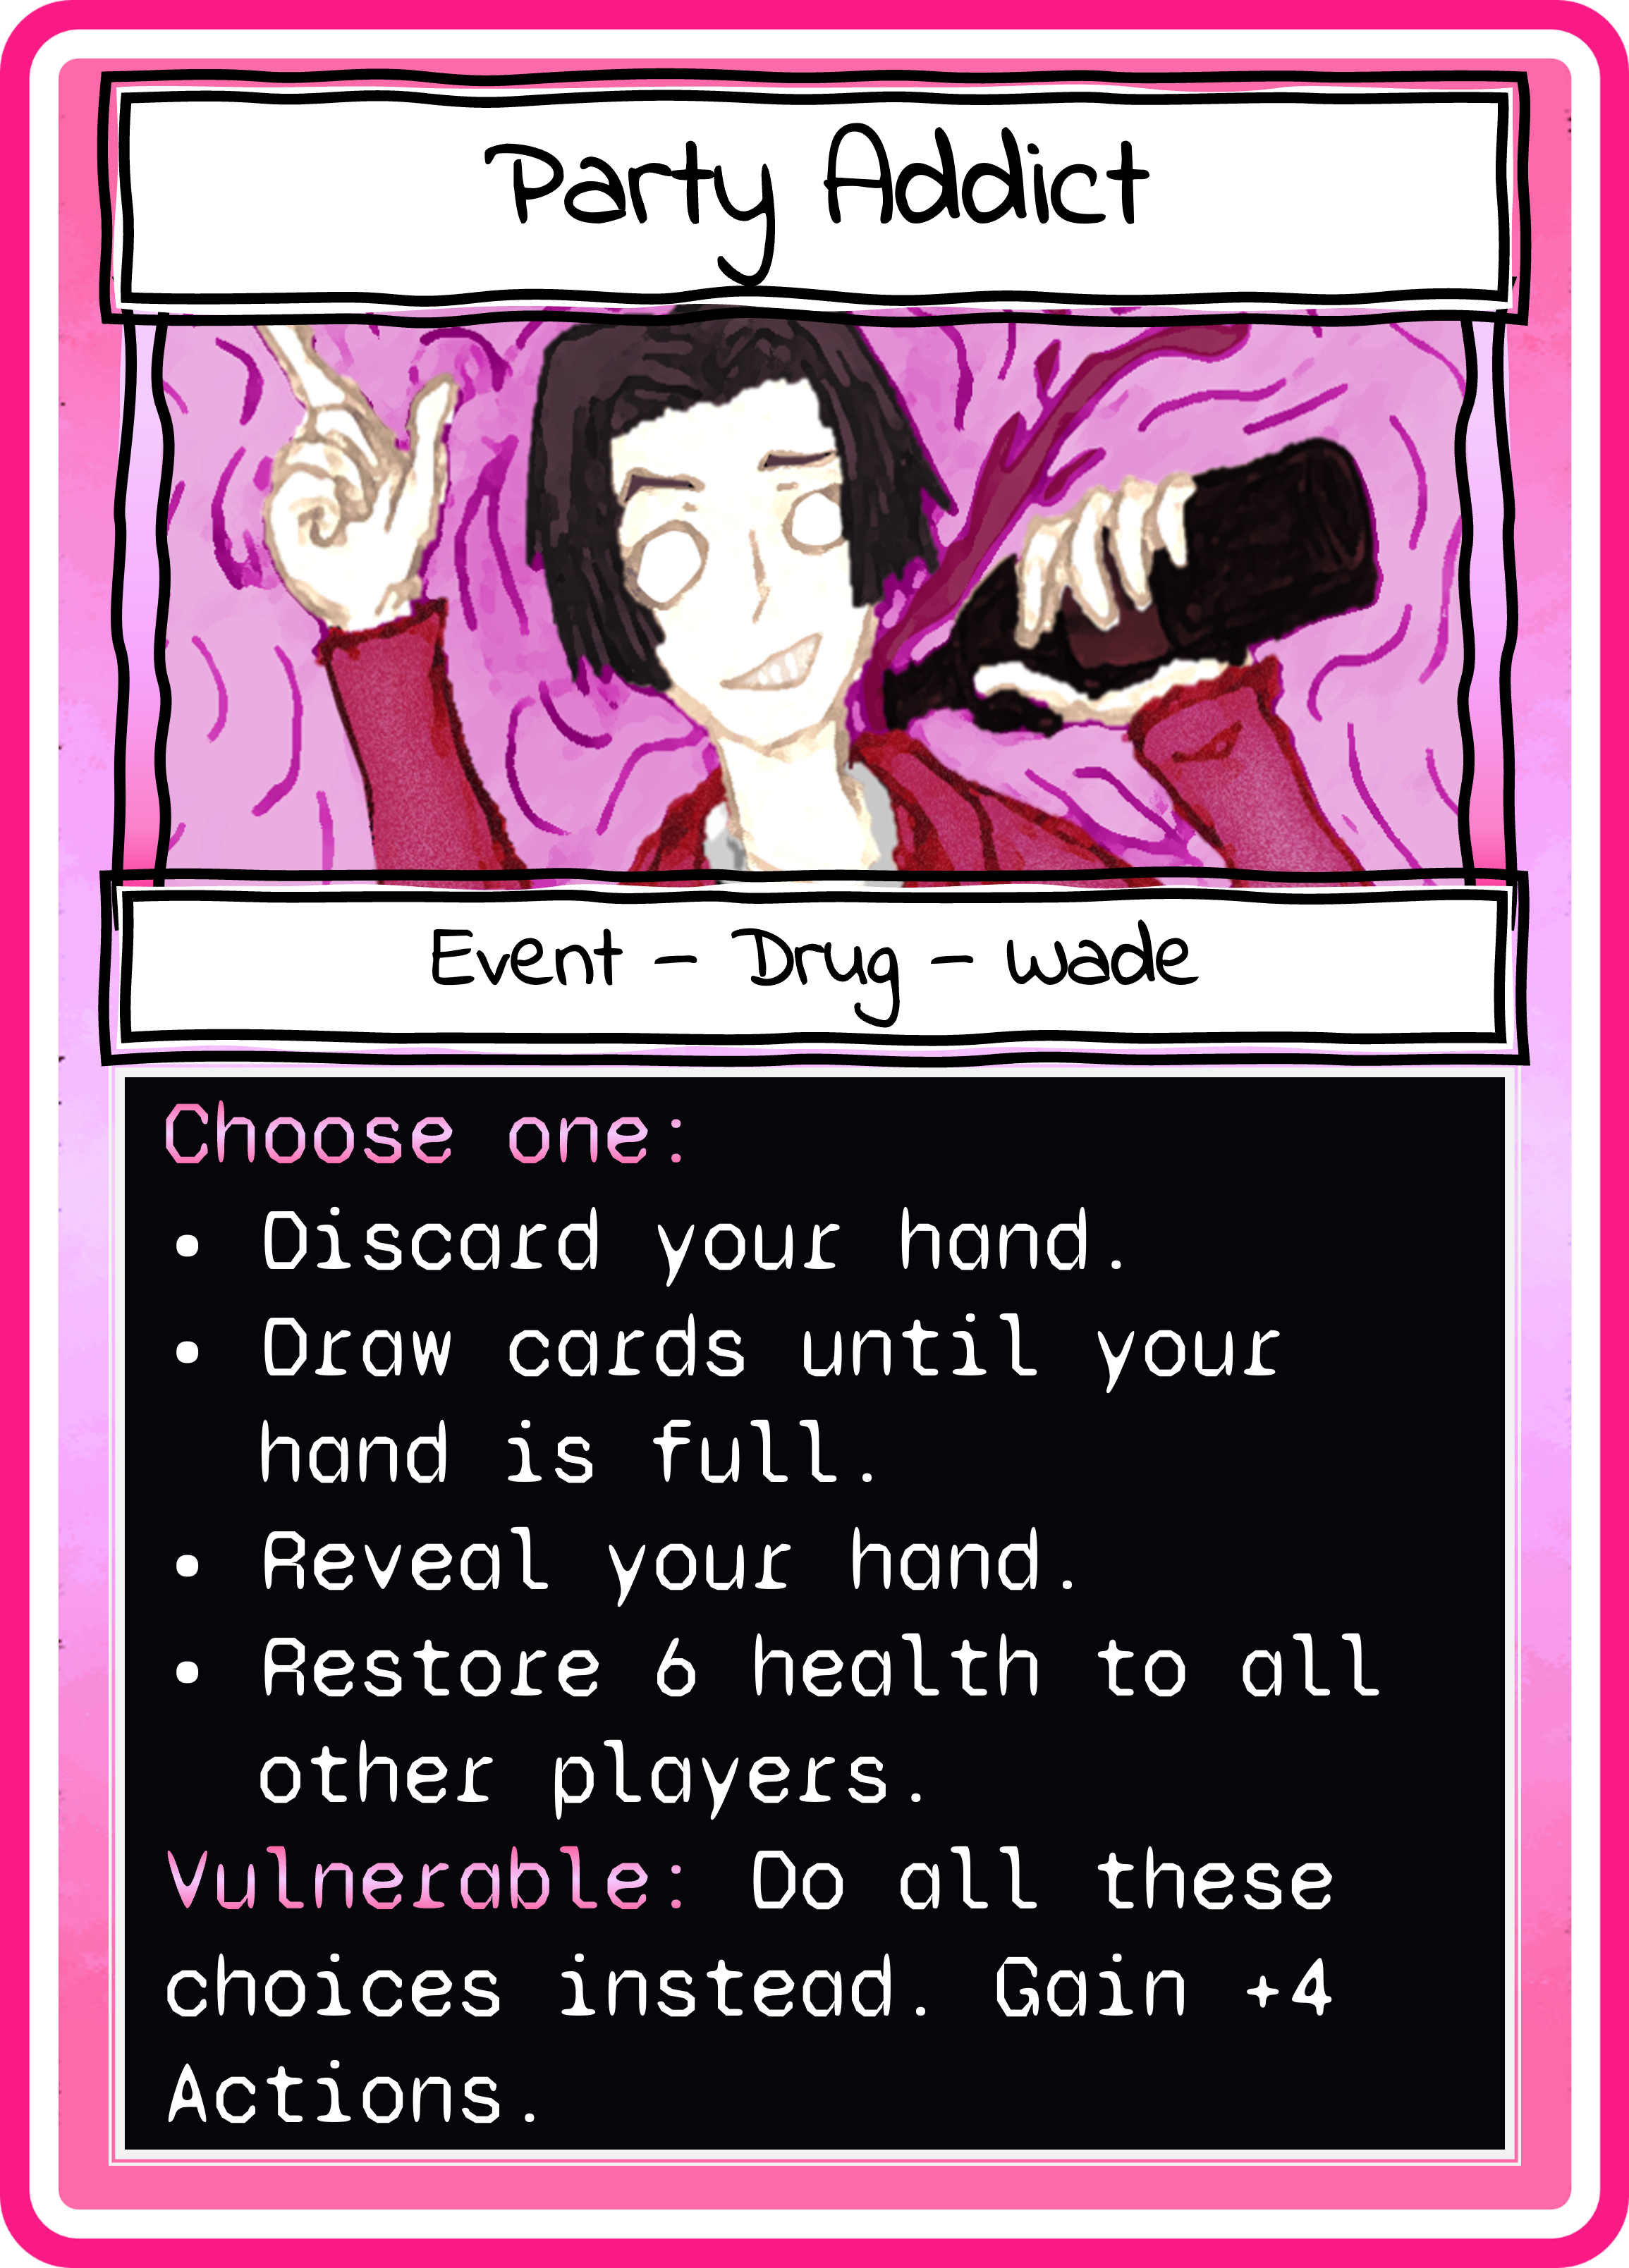 Party Addict
Event - Drug - Wade
Choose one:
• Discard your hand.
• Draw cards until your
hand is full.
• Reveal your hand.
• Restore 6 health to all
other players.
Vulnerable: Do all these
choices instead. Gain +4
Actions.